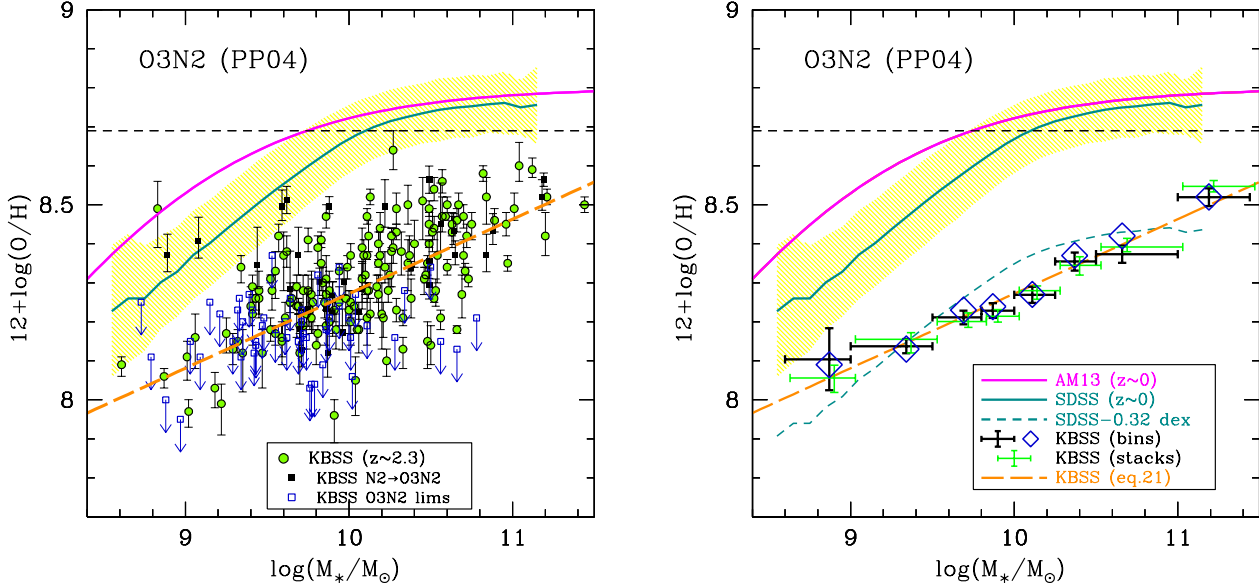 O3N2 (PP04)
9
8.5
8
12+log(O/H)
KBSS (z~2.3)
KBSS N2→O3N2
KBSS O3N2 lims
9
10
11
log(M*/M⊙)
O3N2 (PP04)
9
8.5
8
12+log(O/H)
AM13 (z~0)
SDSS (z~0)
SDSS−0.32 dex
KBSS (bins)
KBSS (stacks)
KBSS (eq.21)
9
10
11
log(M*/M⊙)